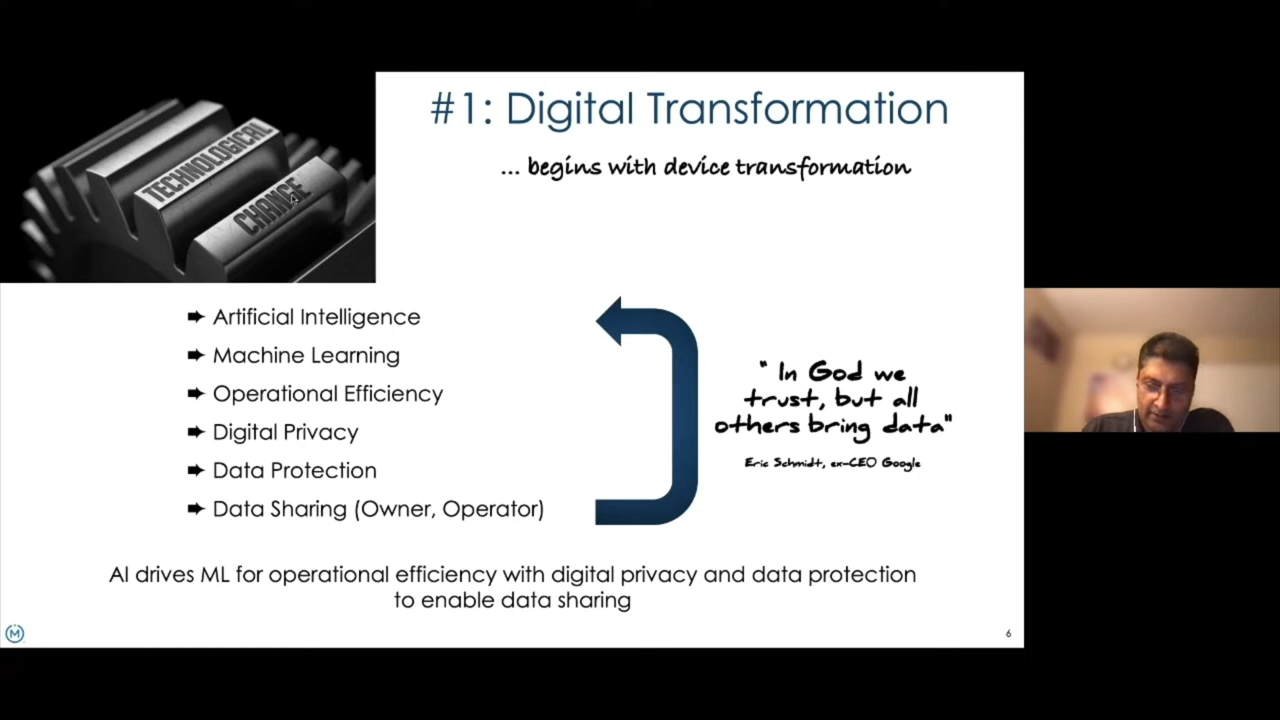 #1: Digital Transformation
... begins with device transformation
TECHNOLOGICAL
CHANGE
➨ Artificial Intelligence
➨ Machine Learning
➨ Operational Efficiency
➨ Digital Privacy
➨ Data Protection
➨ Data Sharing (Owner, Operator)
" In God we
trust, but all
others bring data"
Eric Schmidt, ex-CEO Google
AI drives ML for operational efficiency with digital privacy and data protection
to enable data sharing
M
6